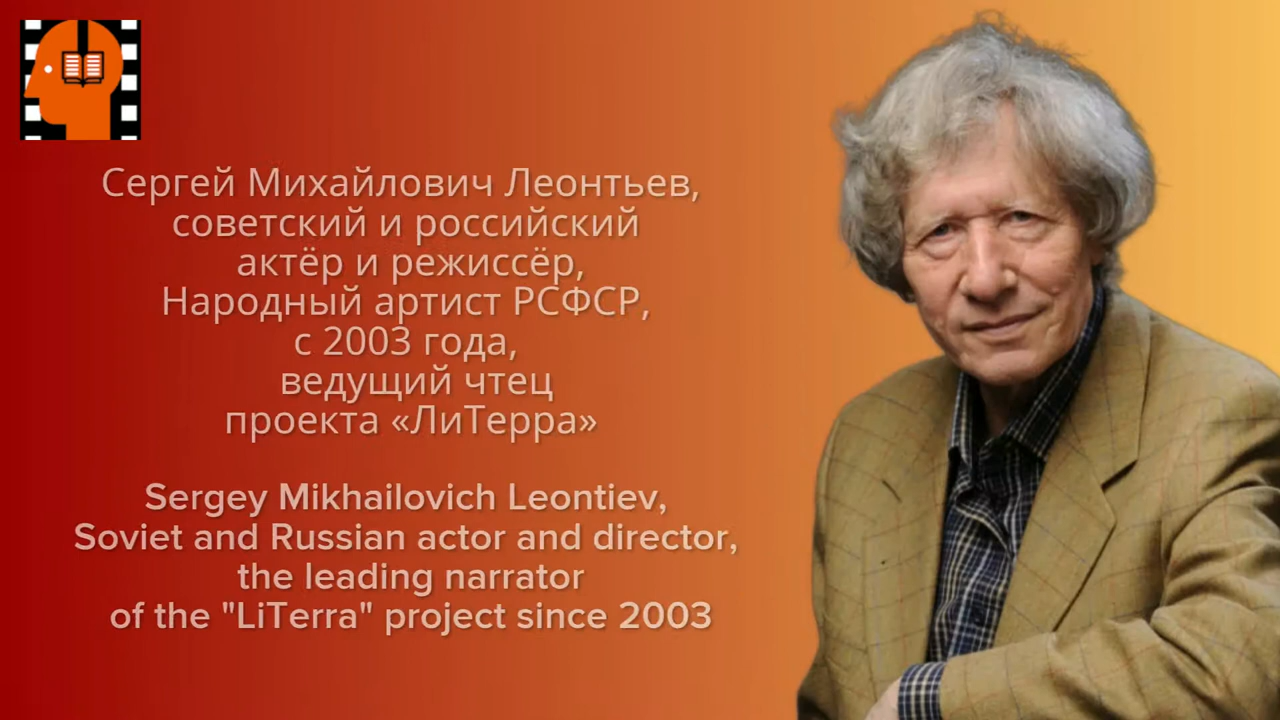 Сергей Михайлович Леонтьев,
советский и российский
актёр и режиссёр,
Народный артист РСФСР,
с 2003 года,
ведущий чтец
проекта «ЛиТерра»
Sergey Mikhailovich Leontiev,
Soviet and Russian actor and director,
the leading narrator
of the "LiTerra" project since 2003